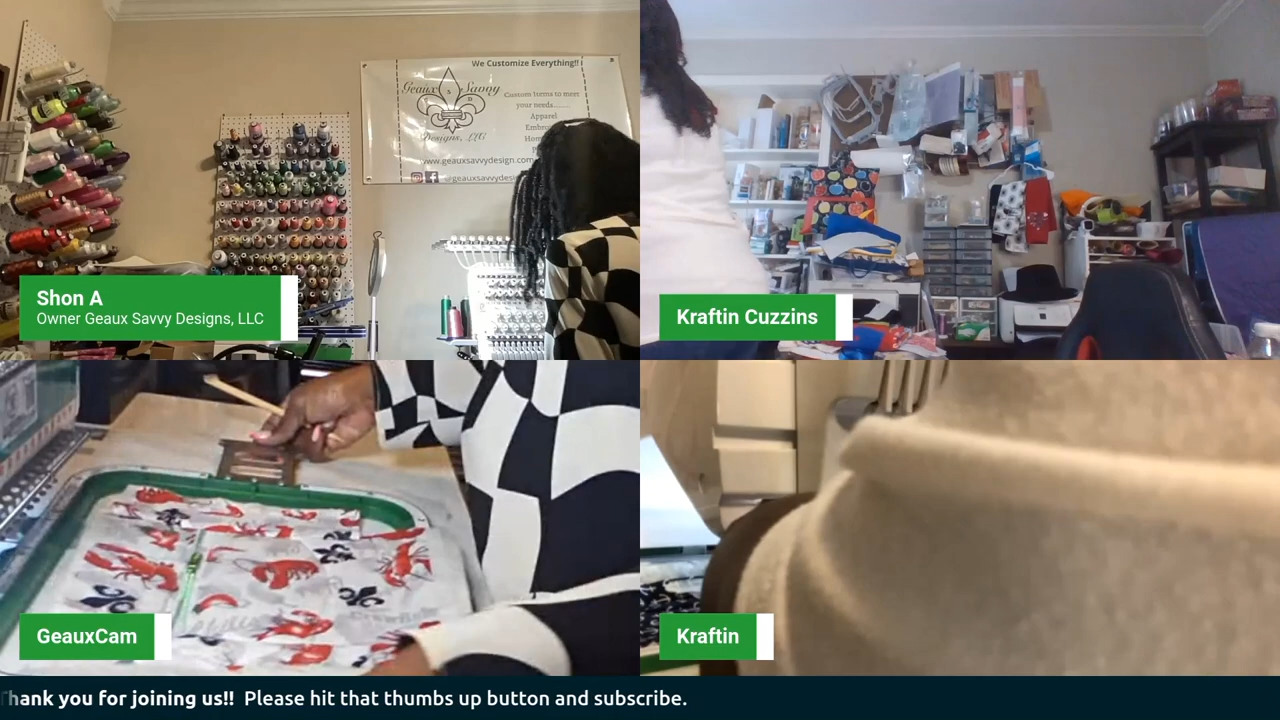 We Customize Everything!!
Geaux Savvy
Designs, LLC
Custom items to meet
your needs........
Apparel
www.geauxsavvydesign.com
Shon A
Owner Geaux Savvy Designs, LLC
Kraftin Cuzzins
GeauxCam
Kraftin
hank you for joining us!! Please hit that thumbs up button and subscribe.